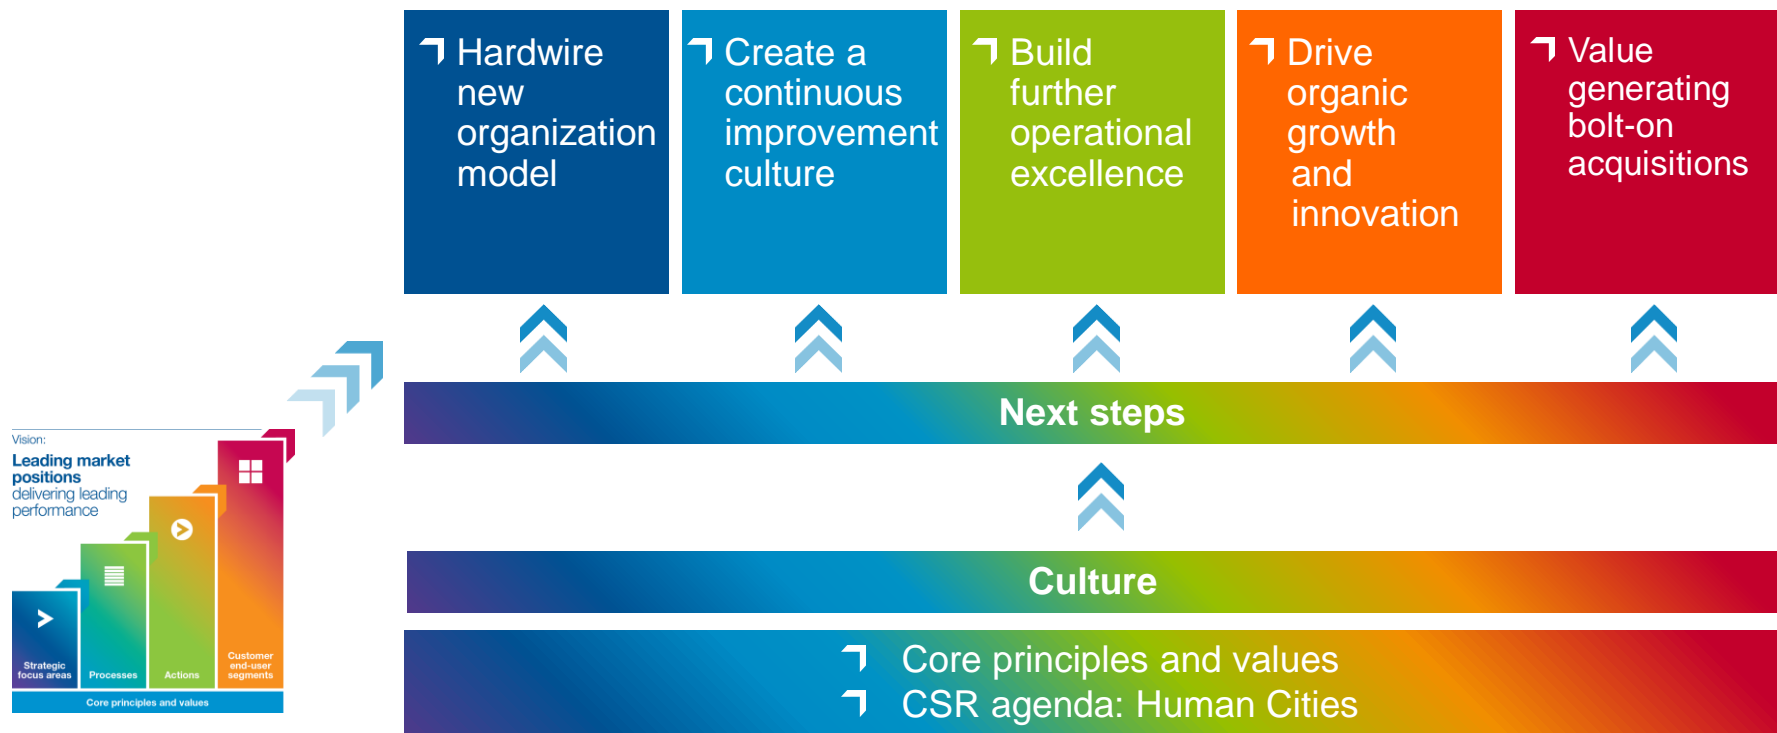 Hardwire
new
organization
model
Create a
continuous
improvement
culture
Build
further
operational
excellence
Drive
organic
growth
and
innovation
Value
generating
bolt-on
acquisitions
Next steps
Culture
Core principles and values
CSR agenda: Human Cities
Vision:
Leading market
positions
delivering leading
performance
Strategic
focus areas
Processes
Actions
Customer
end-user
segments
Core principles and values